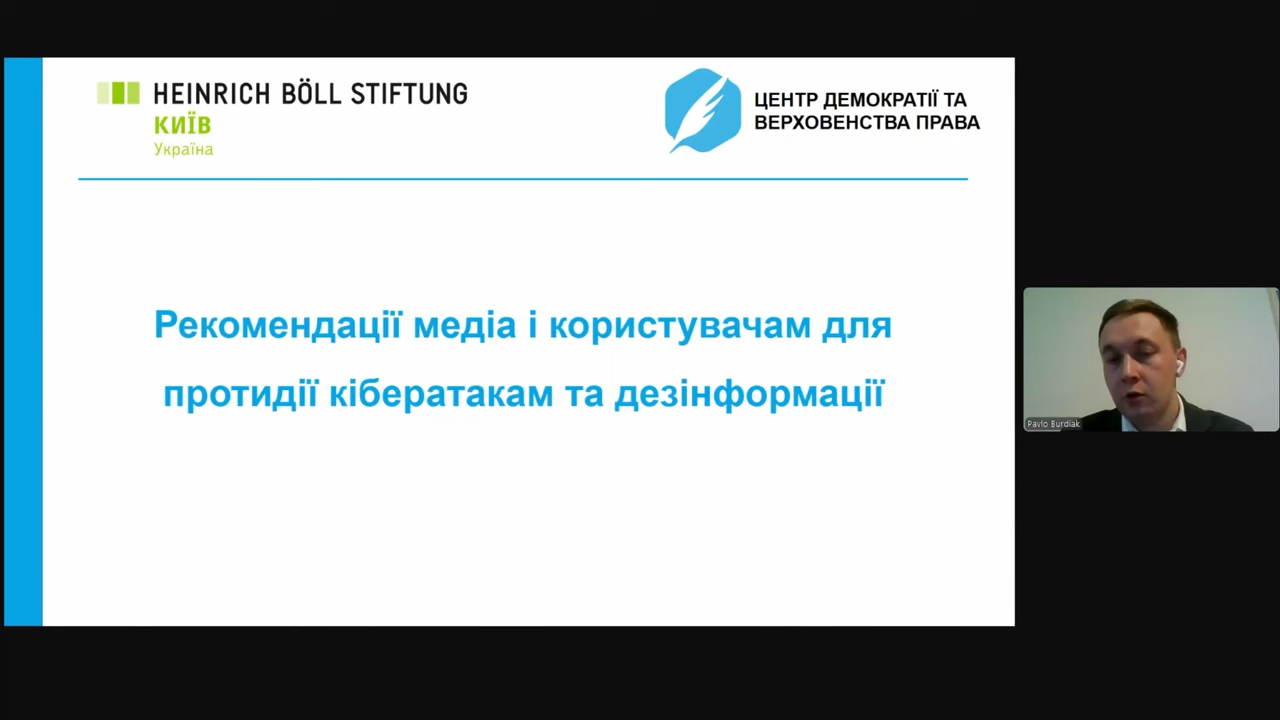 HEINRICH BÖLL STIFTUNG
КИЇВ
Україна
ЦЕНТР ДЕМОКРАТІЇ ТА
ВЕРХОВЕНСТВА ПРАВА
Рекомендації медіа і користувачам для
протидії кібератакам та дезінформації
Pavlo Burdiak